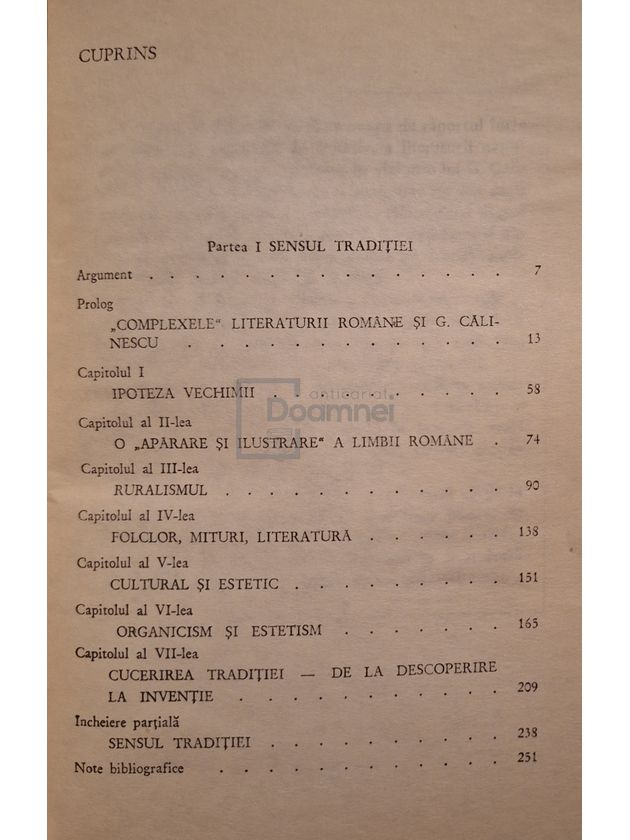 CUPRINS
Partea I SENSUL TRADIȚIEI
Argument . . . . . . . . . . . . . . . 7
Prolog
„COMPLEXELE“ LITERATURII ROMÂNE ȘI G. CĂLI-
NESCU . . . . . . . . . . . . . 13
Capitolul I
IPOTEZA VECHIMII . . . . . . . . . . 58
Capitolul al II-lea
O „APĂRARE ȘI ILUSTRARE“ A LIMBII ROMÂNE . 74
Capitolul al III-lea
RURALISMUL . . . . . . . . . . . . 90
Capitolul al IV-lea
FOLCLOR, MITURI, LITERATURĂ . . . . . . 138
Capitolul al V-lea
CULTURAL ȘI ESTETIC . . . . . . . . . 151
Capitolul al VI-lea
ORGANICISM ȘI ESTETISM . . . . . . . 165
Capitolul al VII-lea
CUCERIREA TRADIȚIEI — DE LA DESCOPERIRE
LA INVENȚIE . . . . . . . . . . . 209
Încheiere parțială
SENSUL TRADIȚIEI . . . . . . . . . . 238
Note bibliografice . . . . . . . . . . . . 251
anticariat
Doamnei